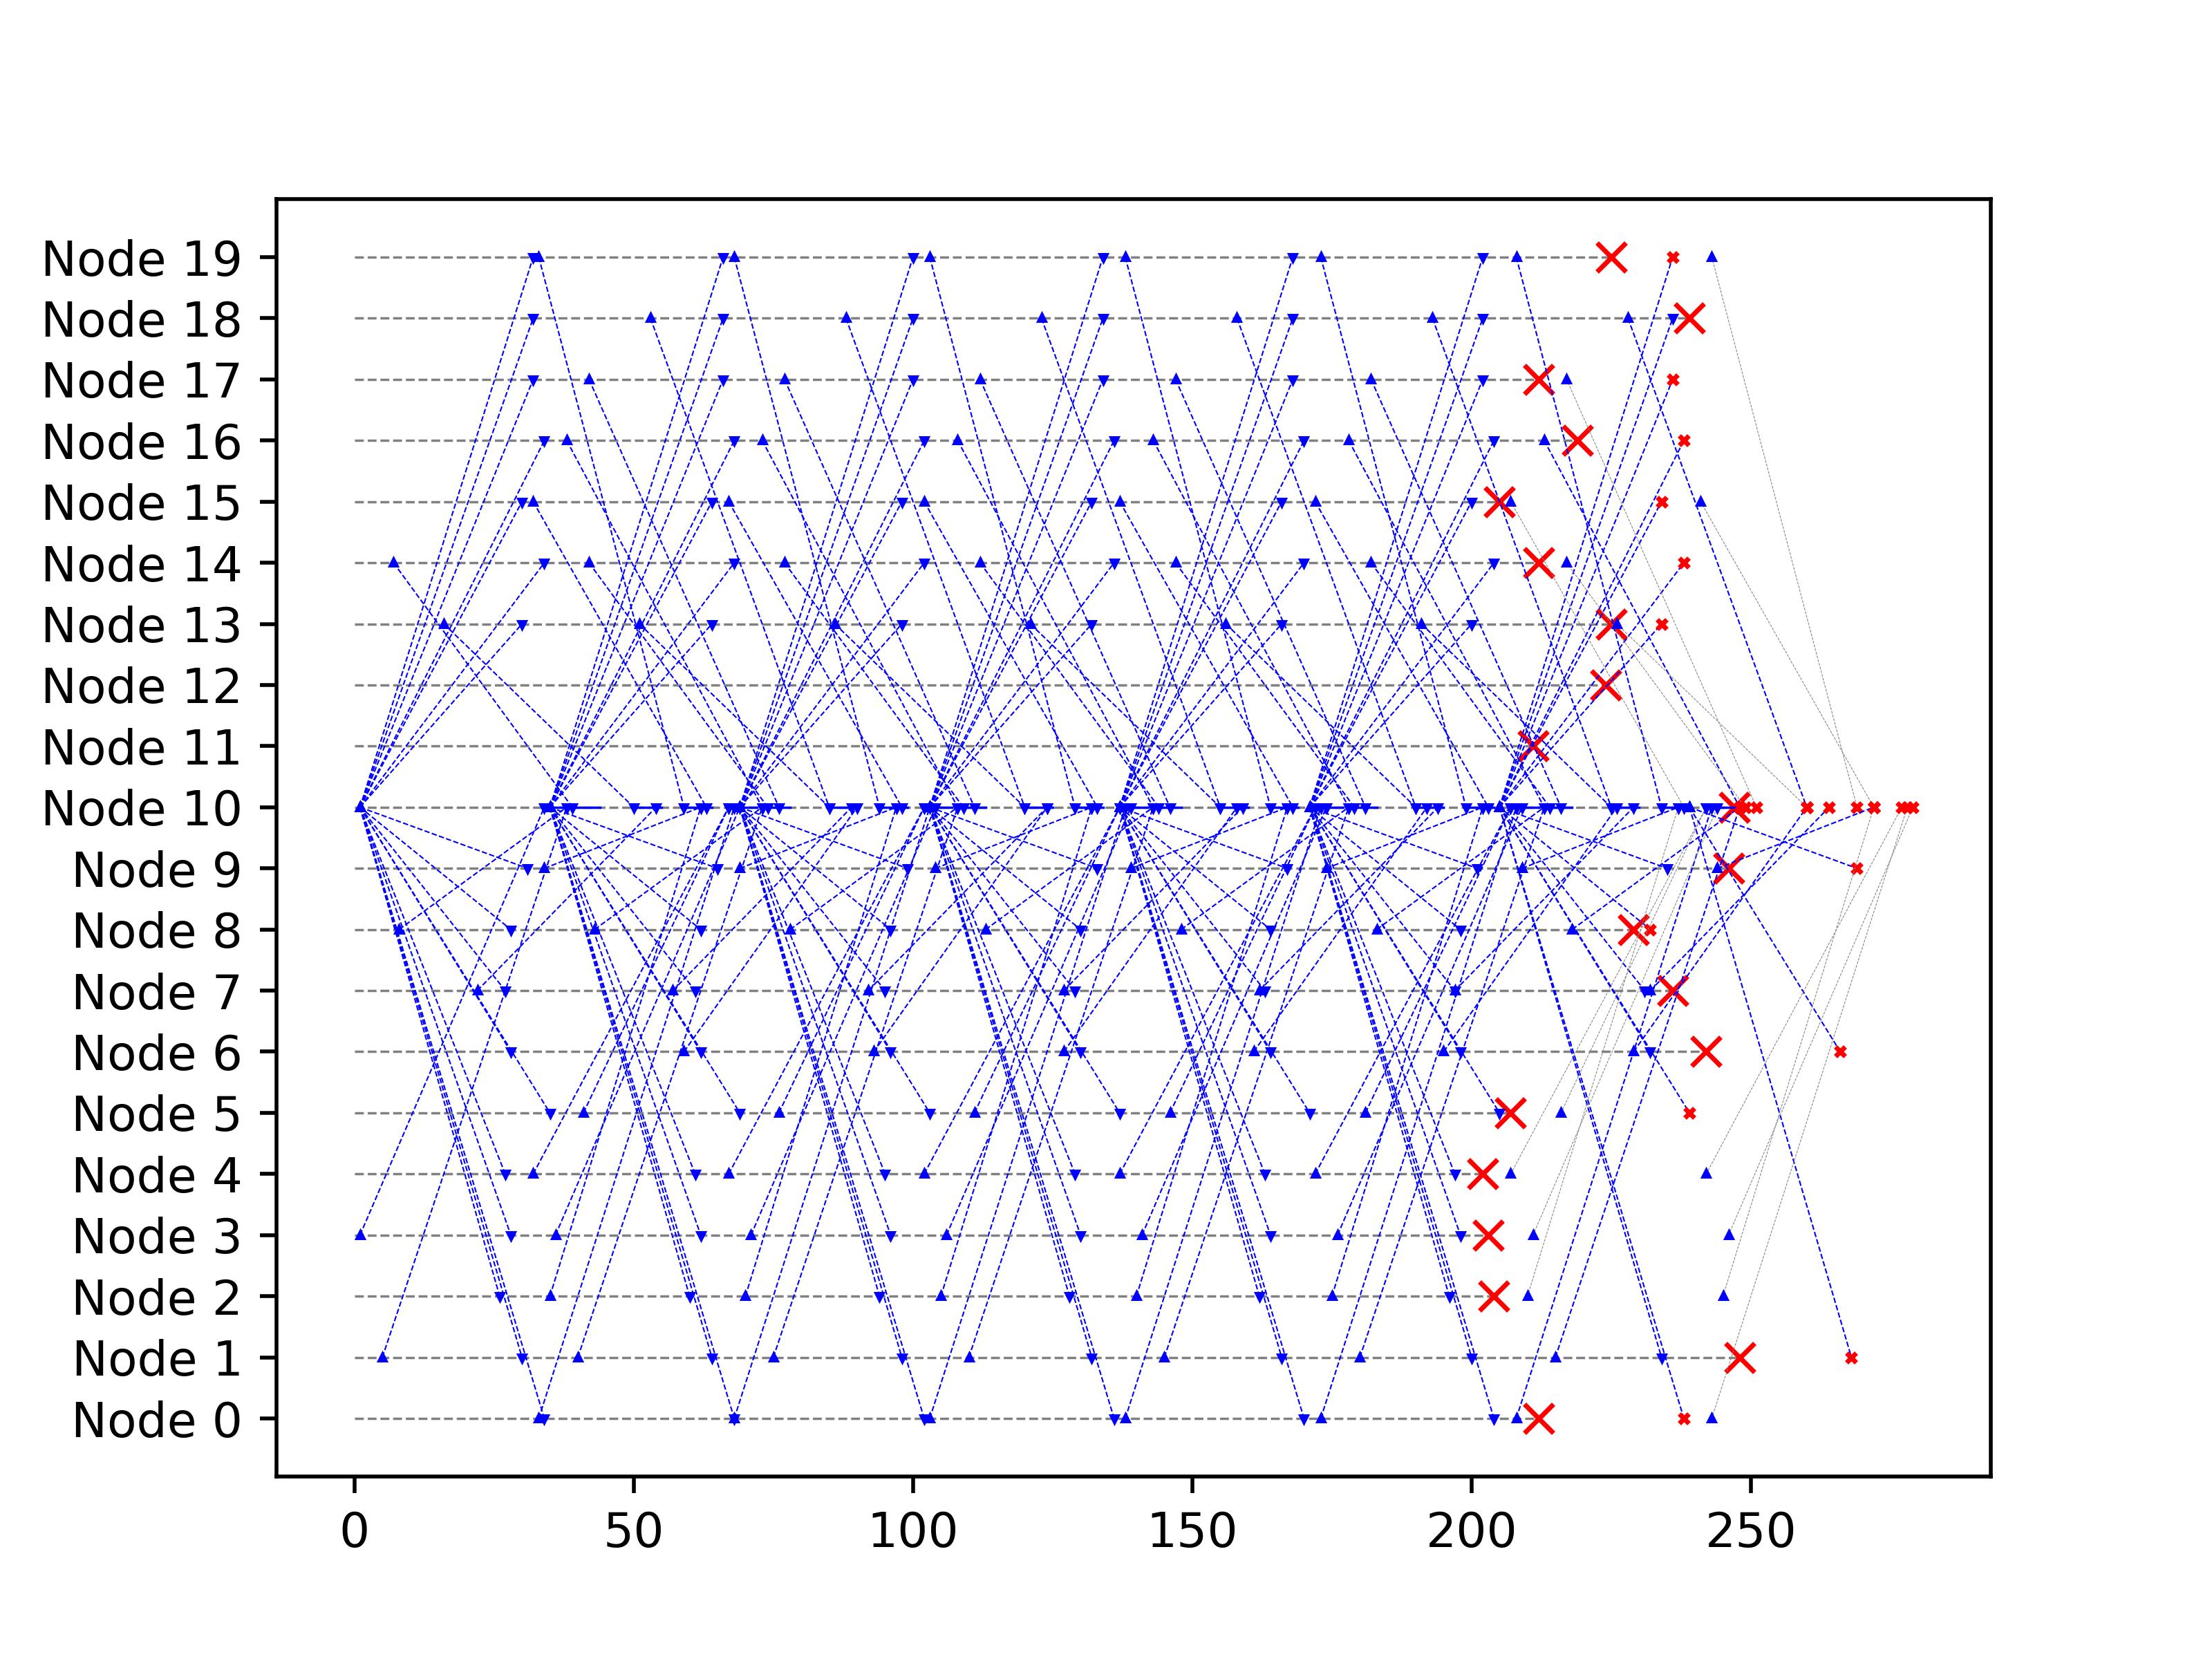 Node 19
Node 18
Node 17
Node 16
Node 15
Node 14
Node 13
Node 12
Node 11
Node 10
Node 9
Node 8
Node 7
Node 6
Node 5
Node 4
Node 3
Node 2
Node 1
Node 0
0 50 100 150 200 250